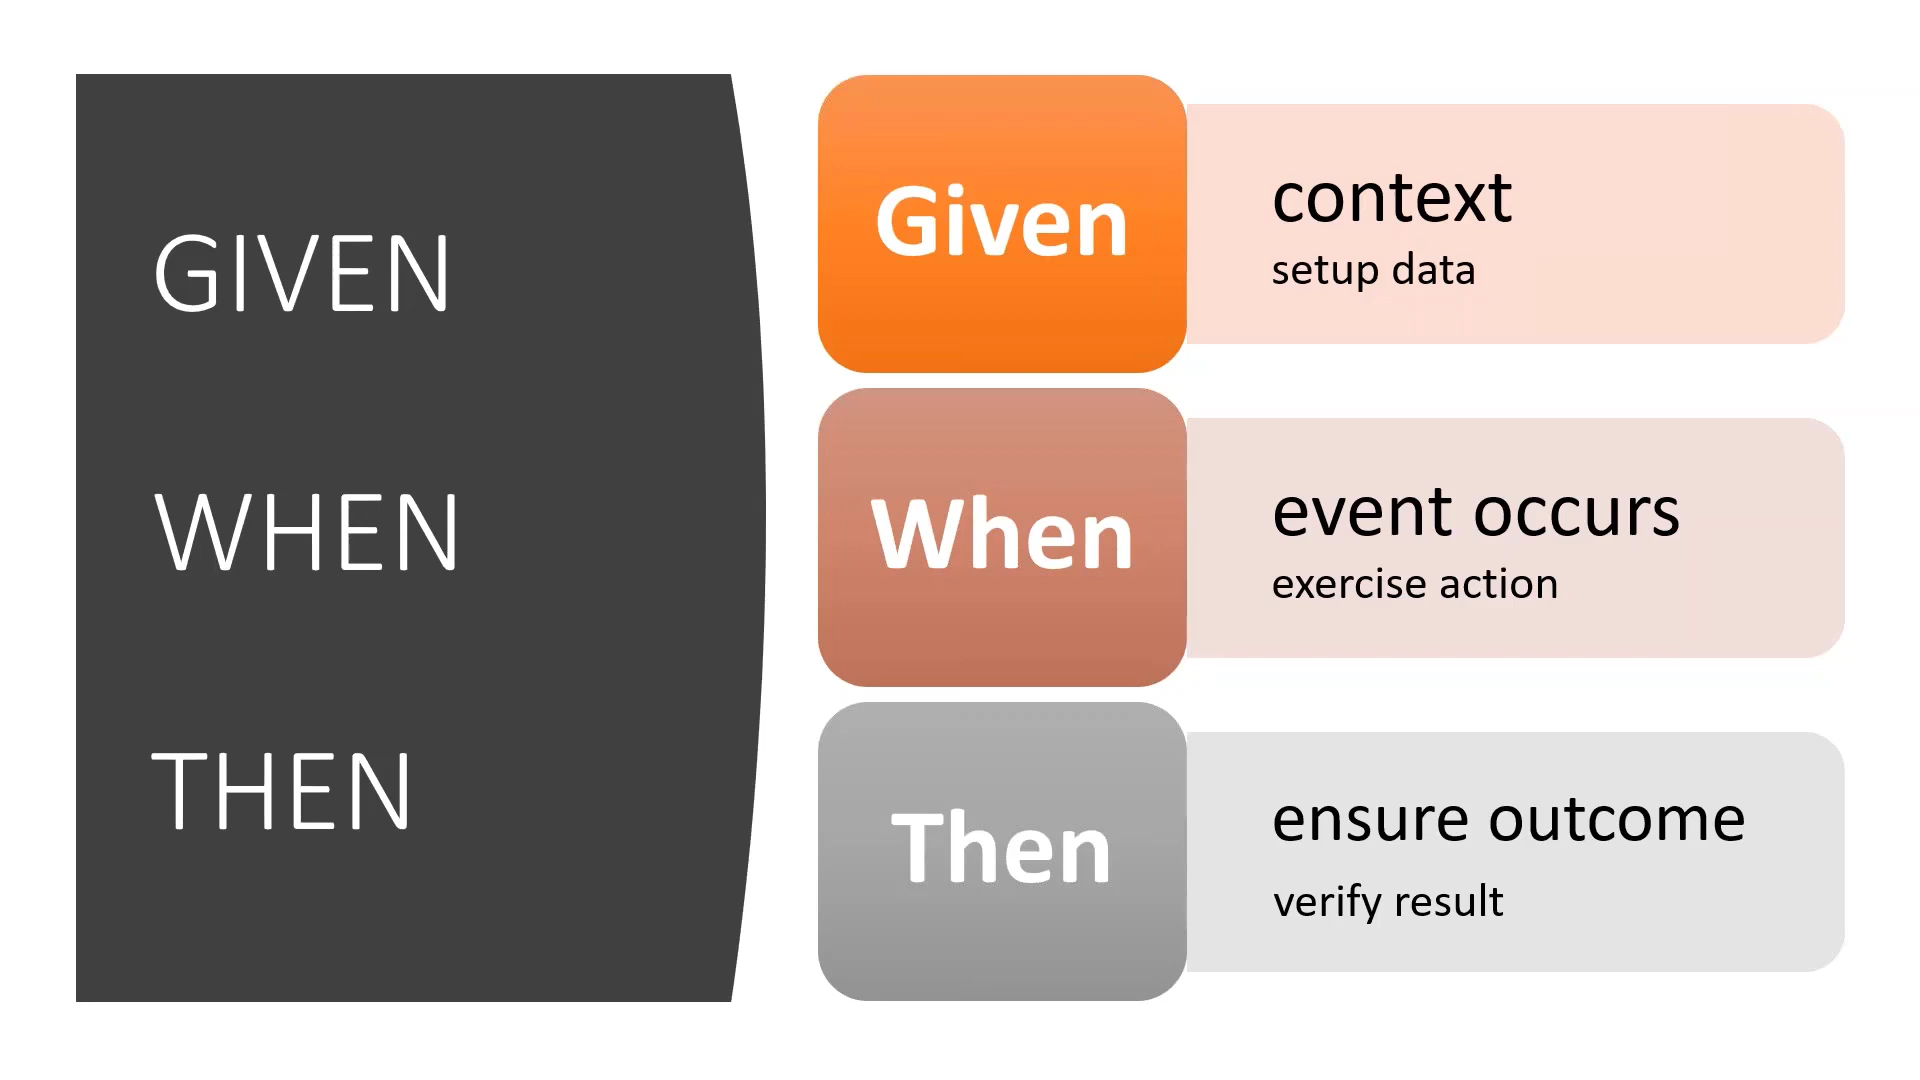 GIVEN
WHEN
THEN
Given
context
setup data
When
event occurs
exercise action
Then
ensure outcome
verify result